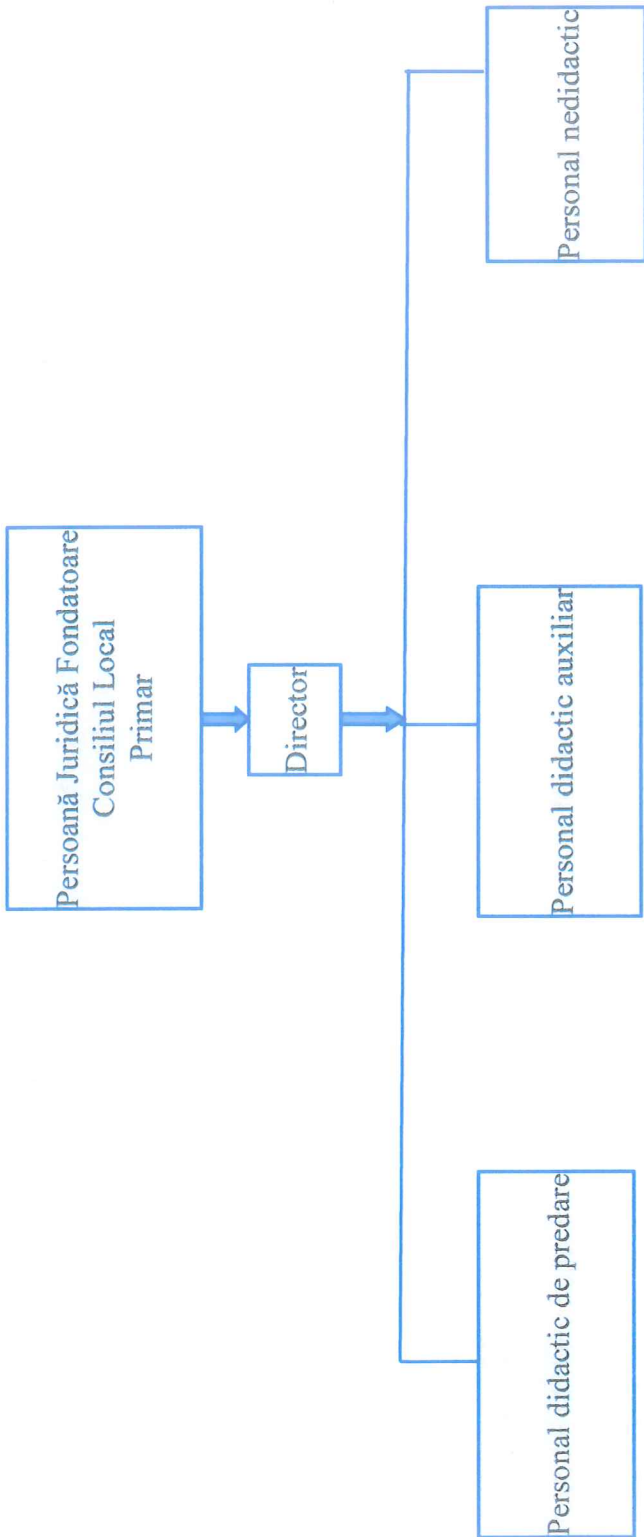 Persoană Juridică Fondatoare
Consiliul Local
Primar
Director
Personal didactic de predare
Personal didactic auxiliar
Personal nedidactic